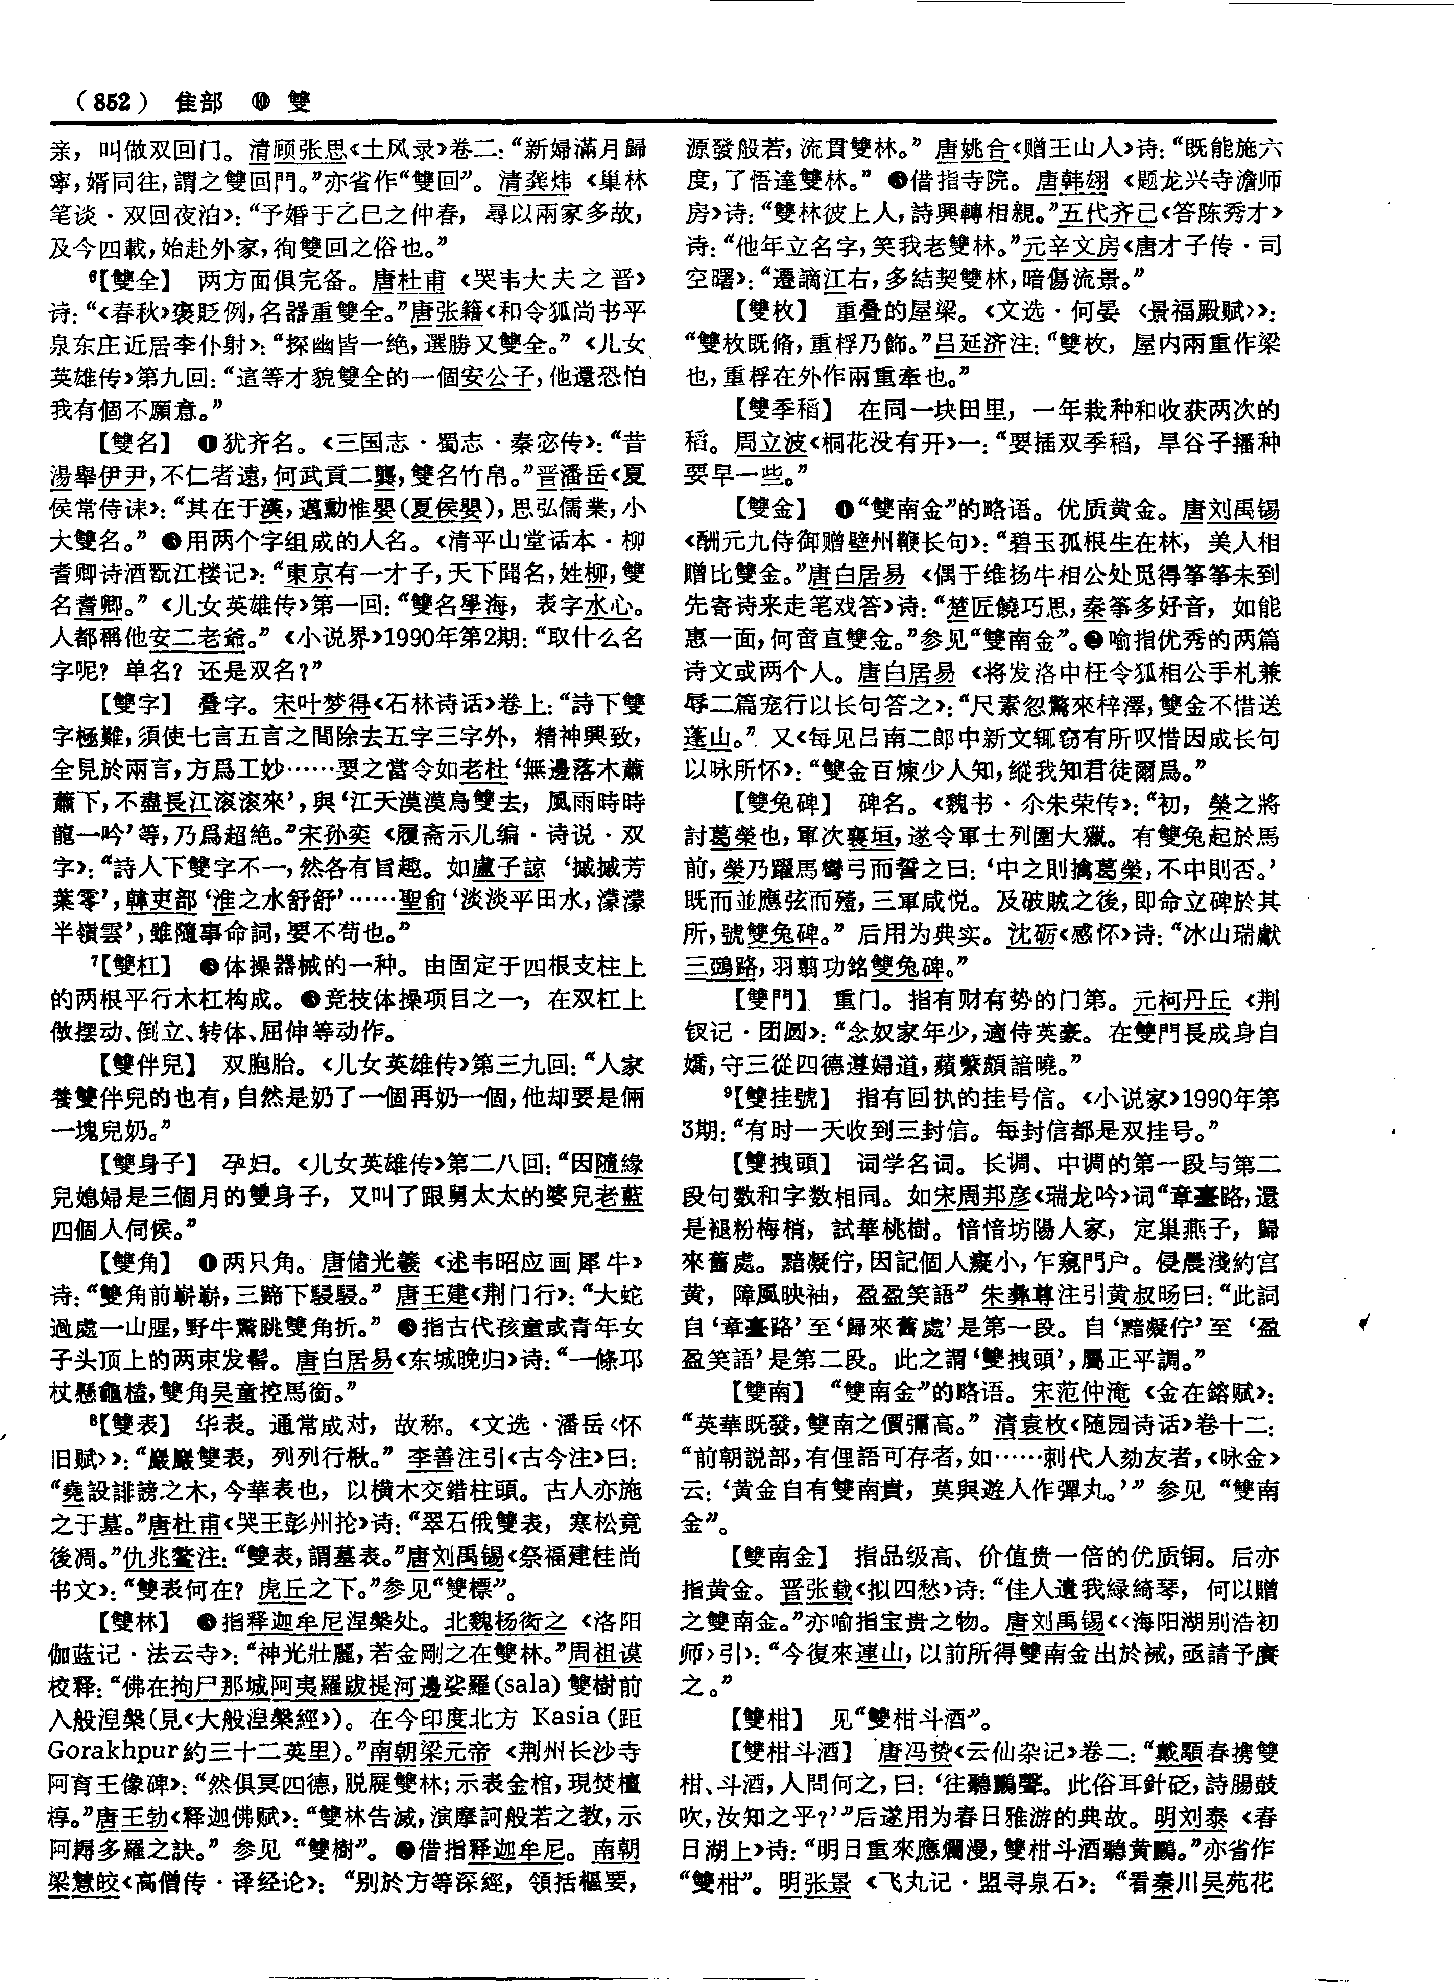 （852） 隹部 ⑩ 雙
亲，叫做双回门。清顾张思《土风录》卷二：“新婦滿月歸
寧，婿同往，謂之雙回門。”亦省作“雙回”。清龚炜《巢林
笔谈·双回夜泊》：“予婚于乙巳之仲春，尋以兩家多故，
及今四載，始赴外家，徇雙回之俗也。”
⁶【雙全】 两方面俱完备。唐杜甫《哭韦大夫之晋》
诗：“《春秋》褒貶例，名器重雙全。”唐张籍《和令狐尚书平
泉东庄近居李仆射》：“探幽皆一绝，選勝又雙全。”《儿女
英雄传》第九回：“這等才貌雙全的一個安公子，他還恐怕
我有個不願意。”
【雙名】 ❶犹齐名。《三国志·蜀志·秦宓传》：“昔
湯舉伊尹，不仁者遠，何武貢二龔，雙名竹帛。”晋潘岳《夏
侯常侍诔》：“其在于漢，邁勳惟嬰（夏侯嬰），思弘儒業，小
大雙名。”❷用两个字组成的人名。《清平山堂话本·柳
耆卿诗酒翫江楼记》：“東京有一才子，天下聞名，姓柳，雙
名耆卿。”《儿女英雄传》第一回：“雙名學海，表字水心。
人都稱他安二老爺。”《小说界》1990年第2期：“取什么名
字呢？单名？还是双名？”
【雙字】 叠字。宋叶梦得《石林诗话》卷上：“詩下雙
字極難，須使七言五言之間除去五字三字外，精神興致，
全見於兩言，方爲工妙……要之當令如老杜‘無邊落木蕭
蕭下，不盡長江滚滚來’，與‘江天漠漠鳥雙去，風雨時時
龍一吟’等，乃爲超絶。”宋孙奕《履斋示儿编·诗说·双
字》：“詩人下雙字不一，然各有旨趣。如盧子諒‘摵摵芳
葉零’，韓吏部‘淮之水舒舒’……聖俞‘淡淡平田水，濛濛
半嶺雲’，雖隨事命詞，要不苟也。”
⁷【雙杠】 ❶体操器械的一种。由固定于四根支柱上
的两根平行木杠构成。❷竞技体操项目之一，在双杠上
做摆动、倒立、转体、屈伸等动作。
【雙伴兒】 双胞胎。《儿女英雄传》第三九回：“人家
養雙伴兒的也有，自然是奶了一個再奶一個，他却要是倆
一塊兒奶。”
【雙身子】 孕妇。《儿女英雄传》第二八回：“因隨緣
兒媳婦是三個月的雙身子，又叫了跟舅太太的婆兒老藍
四個人伺候。”
【雙角】 ❶两只角。唐储光羲《述韦昭应画犀牛》
诗：“雙角前嶄嶄，三蹄下駸駸。”唐王建《荆门行》：“大蛇
過處一山腥，野牛驚跳雙角折。”❷指古代孩童或青年女
子头顶上的两束发髻。唐白居易《东城晚归》诗：“一條邛
杖懸龜榼，雙角吴童控馬銜。”
⁸【雙表】 华表。通常成对，故称。《文选·潘岳〈怀
旧赋〉》：“巖巖雙表，列列行楸。”李善注引《古今注》曰：
“堯設誹謗之木，今華表也，以横木交錯柱頭。古人亦施
之于墓。”唐杜甫《哭王彭州抡》诗：“翠石俄雙表，寒松竟
後凋。”仇兆鳌注：“雙表，謂墓表。”唐刘禹锡《祭福建桂尚
书文》：“雙表何在？虎丘之下。”参见“雙標”。
【雙林】 ❶指释迦牟尼涅槃处。北魏杨衒之《洛阳
伽蓝记·法云寺》：“神光壯麗，若金剛之在雙林。”周祖谟
校释：“佛在拘尸那城阿夷羅跋提河邊娑羅(sala)雙樹前
入般涅槃（見《大般涅槃經》）。在今印度北方 Kasia（距
Gorakhpur約三十二英里）。”南朝梁元帝《荆州长沙寺
阿育王像碑》：“然俱冥四德，脱屣雙林；示表金棺，現焚檀
椁。”唐王勃《释迦佛赋》：“雙林告滅，演摩訶般若之教，示
阿耨多羅之訣。”参见“雙樹”。❷借指释迦牟尼。南朝
梁慧皎《高僧传·译经论》：“别於方等深經，領括樞要，
源發般若，流貫雙林。”唐姚合《赠王山人》诗：“既能施六
度，了悟達雙林。”❸借指寺院。唐韩翃《题龙兴寺澹师
房》诗：“雙林彼上人，詩興轉相親。”五代齐己《答陈秀才》
诗：“他年立名字，笑我老雙林。”元辛文房《唐才子传·司
空曙》：“遷謫江右，多結契雙林，暗傷流景。”
【雙枚】 重叠的屋梁。《文选·何晏〈景福殿赋〉》：
“雙枚既脩，重桴乃飾。”吕延济注：“雙枚，屋内兩重作梁
也，重桴在外作兩重牽也。”
【雙季稻】 在同一块田里，一年栽种和收获两次的
稻。周立波《桐花没有开》一：“要插双季稻，旱谷子播种
要早一些。”
【雙金】 ❶“雙南金”的略语。优质黄金。唐刘禹锡
《酬元九侍御赠壁州鞭长句》：“碧玉孤根生在林，美人相
贈比雙金。”唐白居易《偶于维扬牛相公处觅得筝筝未到
先寄诗来走笔戏答》诗：“楚匠饒巧思，秦筝多好音，如能
惠一面，何啻直雙金。”参见“雙南金”。❷喻指优秀的两篇
诗文或两个人。唐白居易《将发洛中枉令狐相公手札兼
辱二篇宠行以长句答之》：“尺素忽驚來梓澤，雙金不惜送
蓬山。”又《每见吕南二郎中新文辄窃有所叹惜因成长句
以咏所怀》：“雙金百煉少人知，縱我知君徒爾爲。”
【雙兔碑】 碑名。《魏书·尒朱荣传》：“初，榮之將
討葛榮也，軍次襄垣，遂令軍士列圍大獵。有雙兔起於馬
前，榮乃躍馬彎弓而誓之曰：‘中之則擒葛榮，不中則否。’
既而並應弦而殪，三軍咸悦。及破賊之後，即命立碑於其
所，號雙兔碑。”后用为典实。沈砺《感怀》诗：“冰山瑞獻
三鵶路，羽翦功銘雙兔碑。”
【雙門】 重门。指有财有势的门第。元柯丹丘《荆
钗记·团圆》：“念奴家年少，適侍英豪。在雙門長成身自
嬌，守三從四德遵婦道，蘋蘩頗諳曉。”
⁹【雙挂號】 指有回执的挂号信。《小说家》1990年第
3期：“有时一天收到三封信。每封信都是双挂号。”
【雙拽頭】 词学名词。长调、中调的第一段与第二
段句数和字数相同。如宋周邦彦《瑞龙吟》词“章臺路，還
是褪粉梅梢，試華桃樹。愔愔坊陽人家，定巢燕子，歸
來舊處。黯凝佇，因記個人癡小，乍窺門户。侵晨淺約宫
黄，障風映袖，盈盈笑語”朱彝尊注引黄叔旸曰：“此詞
自‘章臺路’至‘歸來舊處’是第一段。自‘黯凝佇’至‘盈
盈笑語’是第二段。此之謂‘雙拽頭’，屬正平調。”
【雙南】 “雙南金”的略语。宋范仲淹《金在鎔赋》：
“英華既發，雙南之價彌高。”清袁枚《随园诗话》卷十二：
“前朝説部，有俚語可存者，如……刺代人劾友者，《咏金》
云：‘黄金自有雙南貴，莫與遊人作彈丸。’”参见“雙南
金”。
【雙南金】 指品级高、价值贵一倍的优质铜。后亦
指黄金。晋张载《拟四愁》诗：“佳人遺我緑綺琴，何以贈
之雙南金。”亦喻指宝贵之物。唐刘禹锡《〈海阳湖别浩初
师〉引》：“今復來連山，以前所得雙南金出於祴，亟請予賡
之。”
【雙柑】 见“雙柑斗酒”。
【雙柑斗酒】 唐冯贽《云仙杂记》卷二：“戴顒春携雙
柑、斗酒，人問何之，曰：‘往聽鸝聲。此俗耳針砭，詩腸鼓
吹，汝知之乎？’”后遂用为春日雅游的典故。明刘泰《春
日湖上》诗：“明日重來應爛漫，雙柑斗酒聽黄鸝。”亦省作
“雙柑”。明张景《飞丸记·盟寻泉石》：“看秦川吴苑花